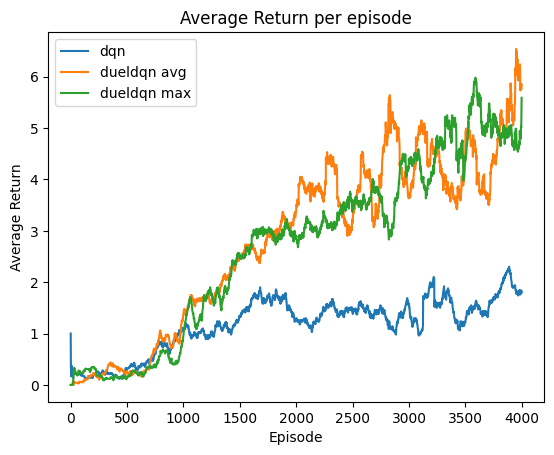 Average Return per episode
dqn
dueldqn avg
dueldqn max
Average Return
6
5
4
3
2
1
0
0 500 1000 1500 2000 2500 3000 3500 4000
Episode